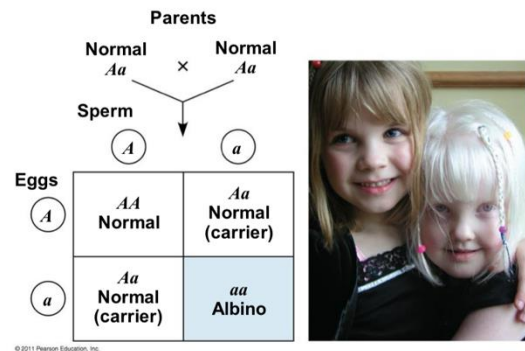 Parents
Normal Normal
Aa × Aa
Sperm
A a
Eggs
A
AA
Normal
Aa
Normal
(carrier)
a
Aa
Normal
(carrier)
aa
Albino
© 2011 Pearson Education, Inc.